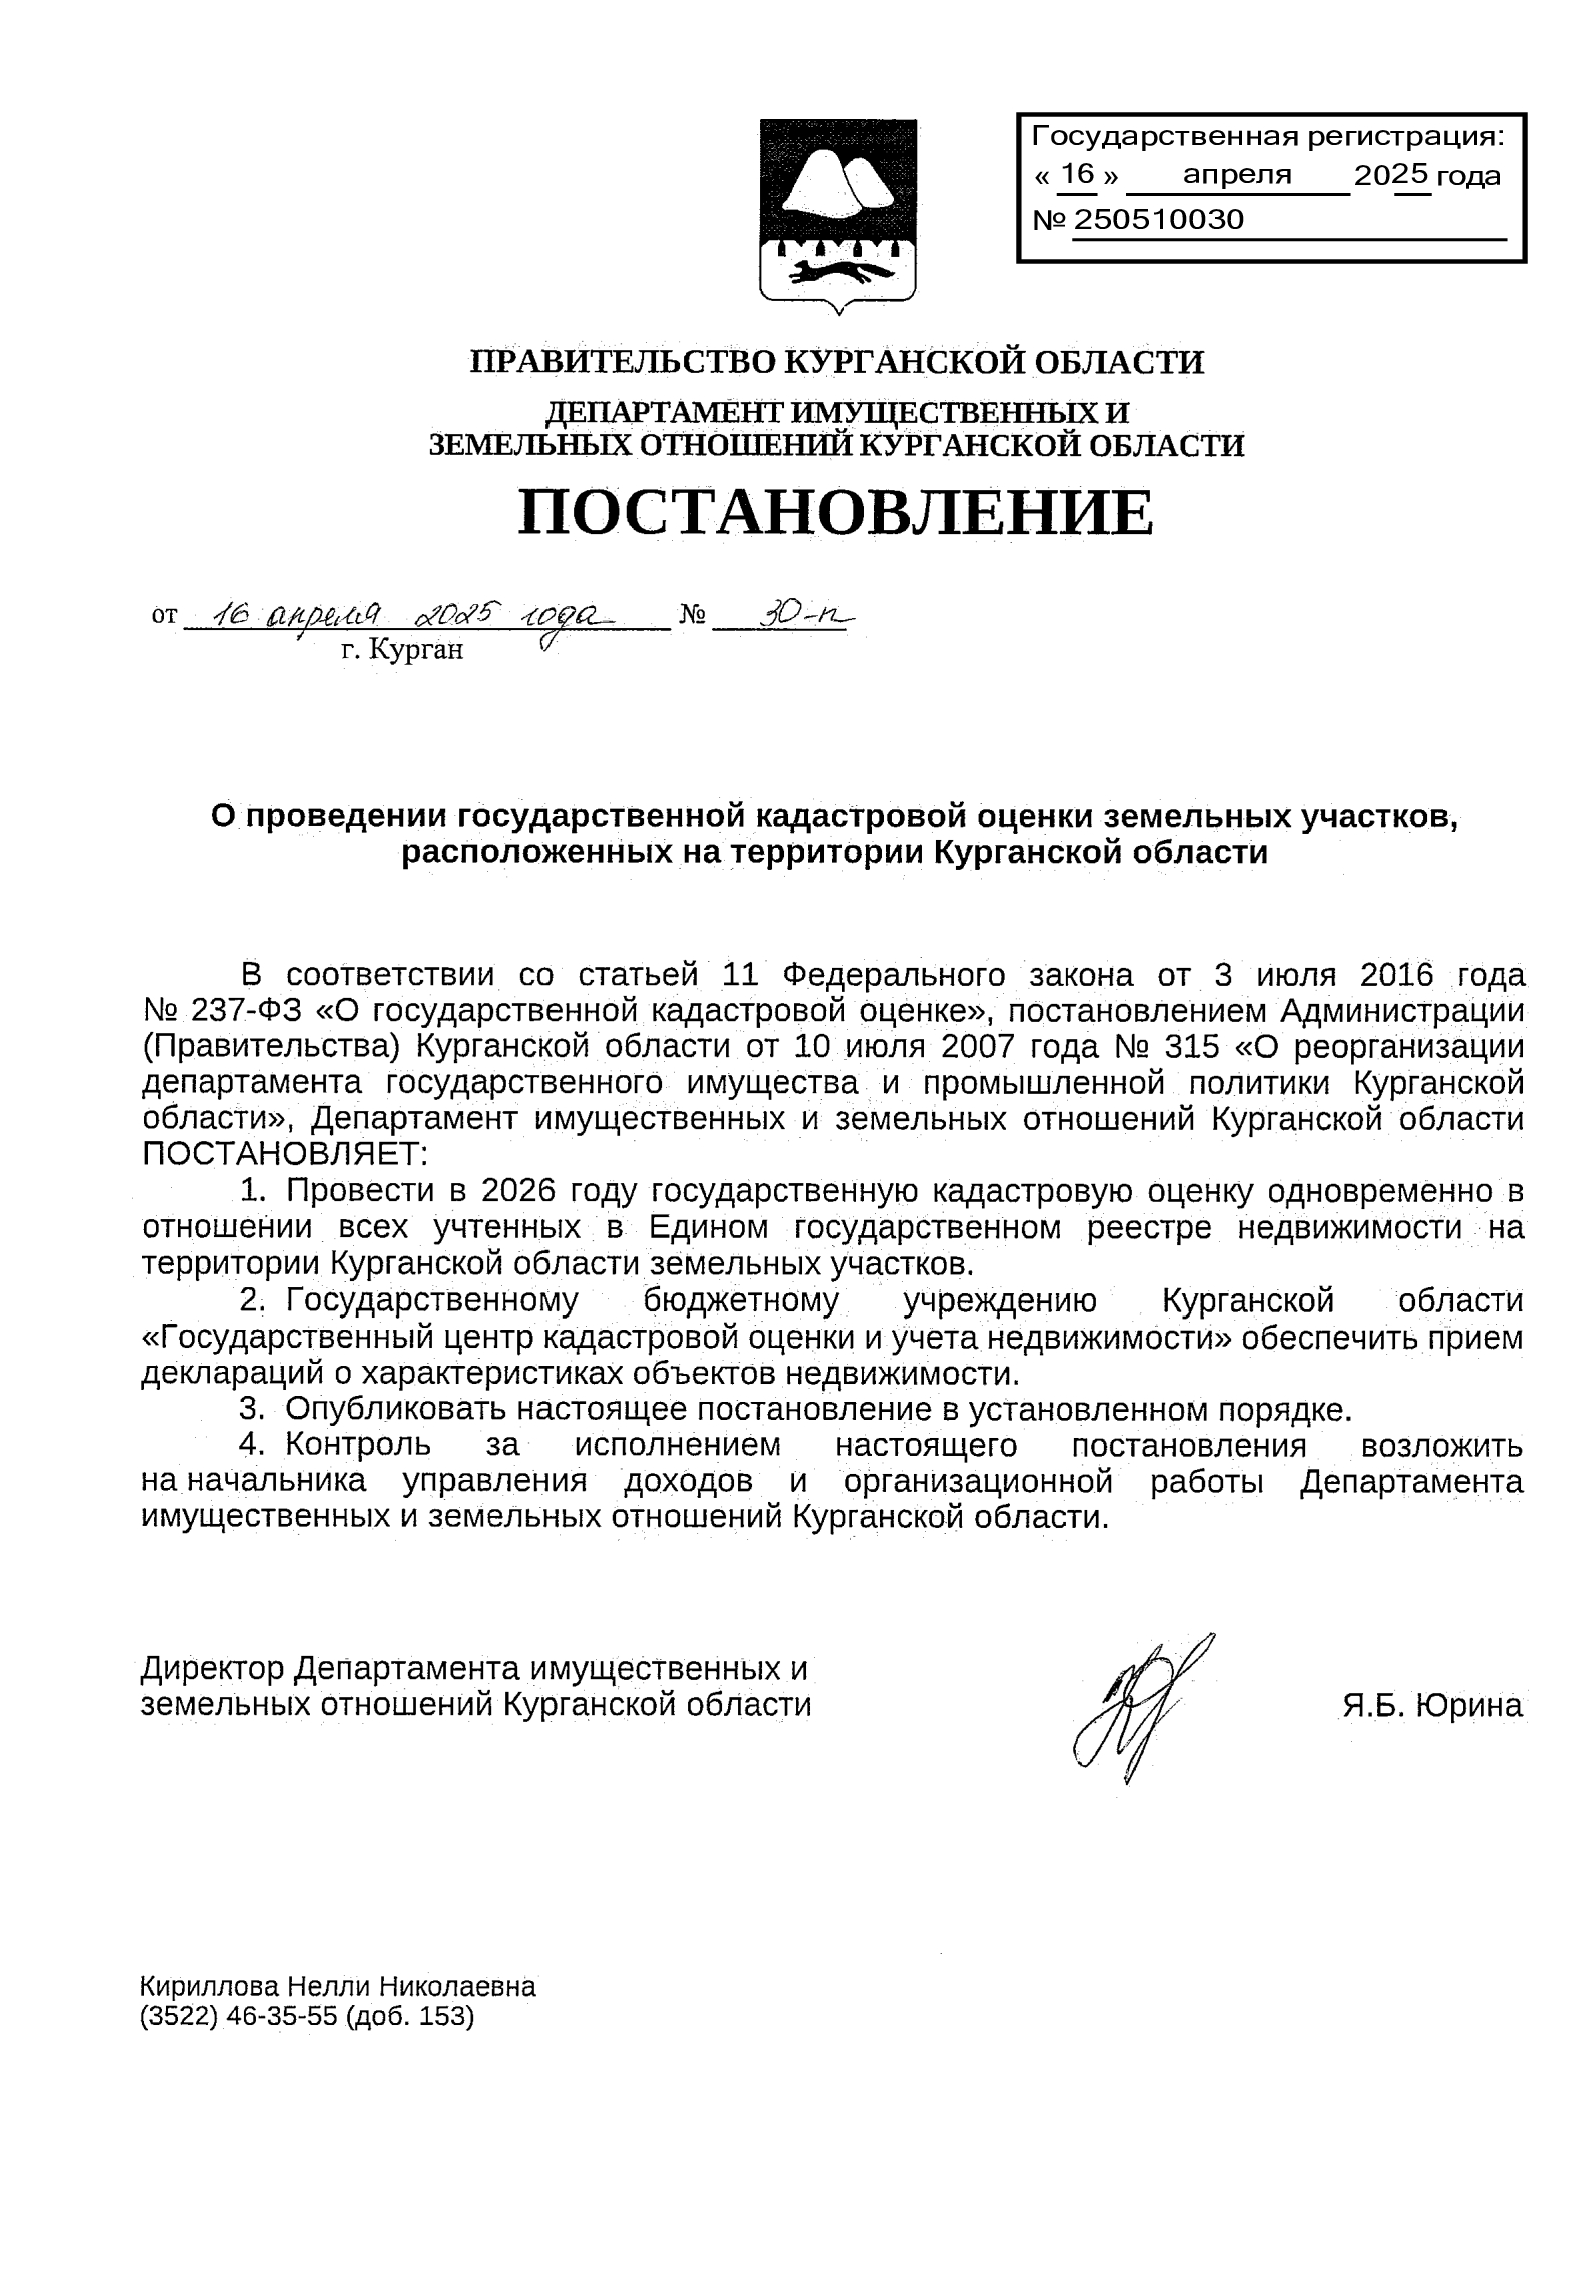 Государственная регистрация:
« 16 » апреля 2025 года
№ 250510030
ПРАВИТЕЛЬСТВО КУРГАНСКОЙ ОБЛАСТИ
ДЕПАРТАМЕНТ ИМУЩЕСТВЕННЫХ И
ЗЕМЕЛЬНЫХ ОТНОШЕНИЙ КУРГАНСКОЙ ОБЛАСТИ
ПОСТАНОВЛЕНИЕ
от 16 апреля 2025 года № 30-п
г. Курган
О проведении государственной кадастровой оценки земельных участков,
расположенных на территории Курганской области
В соответствии со статьей 11 Федерального закона от 3 июля 2016 года
№ 237-ФЗ «О государственной кадастровой оценке», постановлением Администрации
(Правительства) Курганской области от 10 июля 2007 года № 315 «О реорганизации
департамента государственного имущества и промышленной политики Курганской
области», Департамент имущественных и земельных отношений Курганской области
ПОСТАНОВЛЯЕТ:
1. Провести в 2026 году государственную кадастровую оценку одновременно в
отношении всех учтенных в Едином государственном реестре недвижимости на
территории Курганской области земельных участков.
2. Государственному бюджетному учреждению Курганской области
«Государственный центр кадастровой оценки и учета недвижимости» обеспечить прием
деклараций о характеристиках объектов недвижимости.
3. Опубликовать настоящее постановление в установленном порядке.
4. Контроль за исполнением настоящего постановления возложить
на начальника управления доходов и организационной работы Департамента
имущественных и земельных отношений Курганской области.
Директор Департамента имущественных и
земельных отношений Курганской области Я.Б. Юрина
Кириллова Нелли Николаевна
(3522) 46-35-55 (доб. 153)